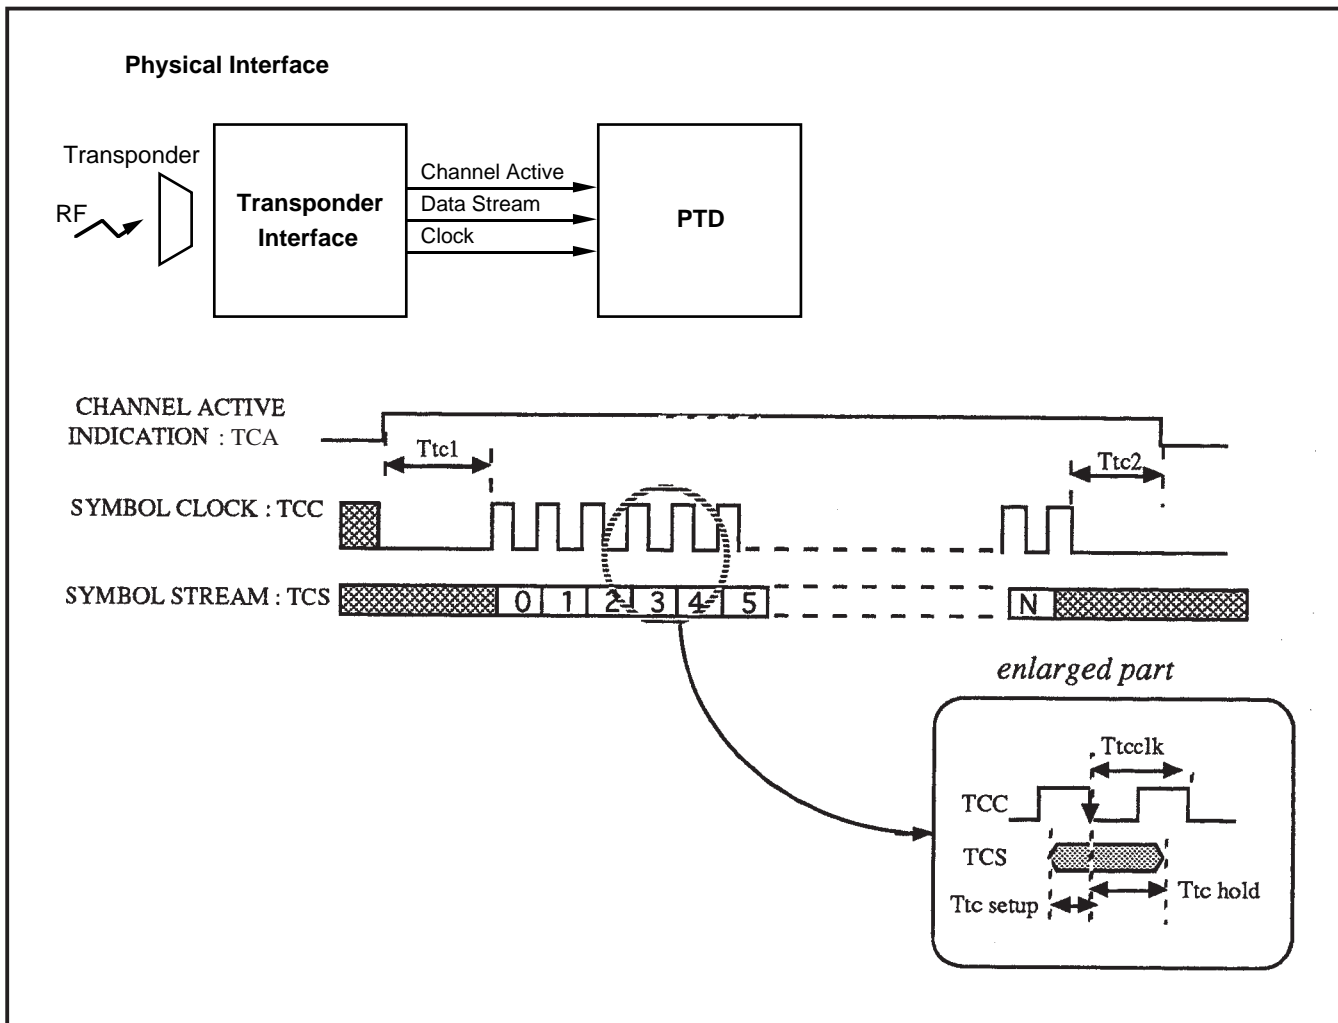 Physical Interface
Transponder
RF
Transponder
Interface
Channel Active
Data Stream
Clock
PTD
CHANNEL ACTIVE
INDICATION : TCA
Ttc1
Ttc2
SYMBOL CLOCK : TCC
SYMBOL STREAM : TCS
0 1 2 3 4 5 N
enlarged part
Ttcclk
TCC
TCS
Ttc setup
Ttc hold